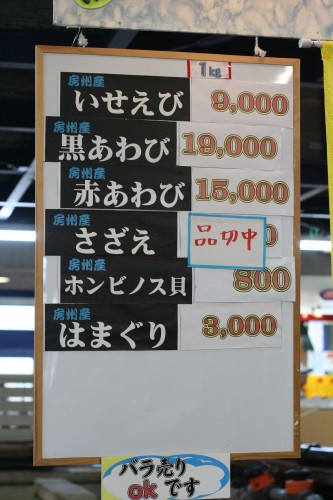 1kg
房州産
いせえび 9,000
房州産
黒あわび 19,000
房州産
赤あわび 15,000
房州産
さざえ 品切中
房州産
ホンビノス貝 800
房州産
はまぐり 3,000
バラ売り
okです